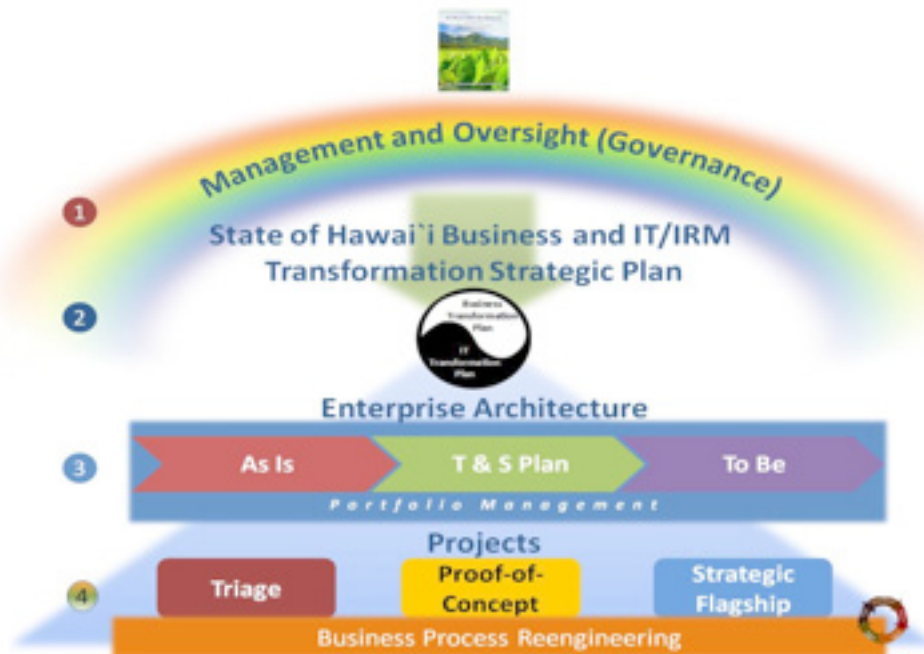 Management and Oversight (Governance)
1
State of Hawai`i Business and IT/IRM
Transformation Strategic Plan
2
Business
Transformation
Plan
IT
Transformation
Plan
Enterprise Architecture
3
As Is
T & S Plan
To Be
Portfolio Management
Projects
4
Triage
Proof-of-
Concept
Strategic
Flagship
Business Process Reengineering